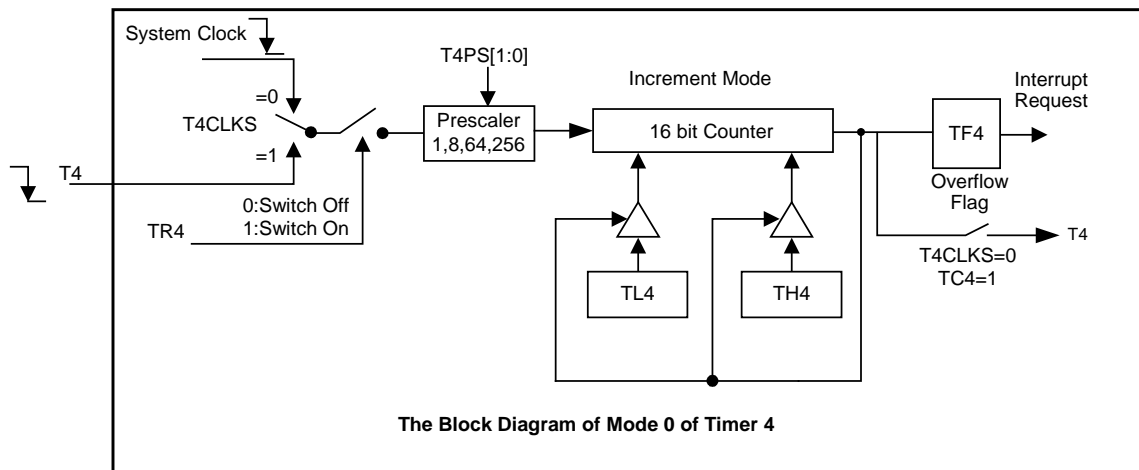 System Clock
T4PS[1:0]
Increment Mode
Interrupt
Request
=0
T4CLKS
=1
Prescaler
1,8,64,256
16 bit Counter
TF4
T4
Overflow
Flag
0:Switch Off
1:Switch On
TR4
T4
T4CLKS=0
TC4=1
TL4
TH4
The Block Diagram of Mode 0 of Timer 4